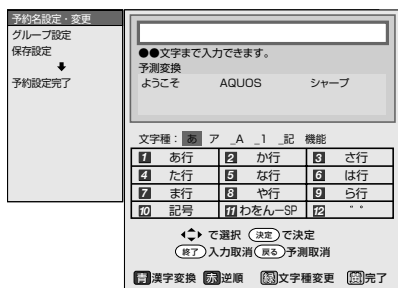 予約名設定・変更
グループ設定
保存設定
予約設定完了
●●文字まで入力できます。
予測変換
ようこそ AQUOS シャープ
文字種： あ ア _A _1 _記 機能
1 あ行 2 か行 3 さ行
4 た行 5 な行 6 は行
7 ま行 8 や行 9 ら行
10 記号 11 わをんーSP 12 ゛゜
で選択 決定 で決定
終了 入力取消 戻る 予測取消
青 漢字変換 赤 逆順 緑 文字種変更 黄 完了